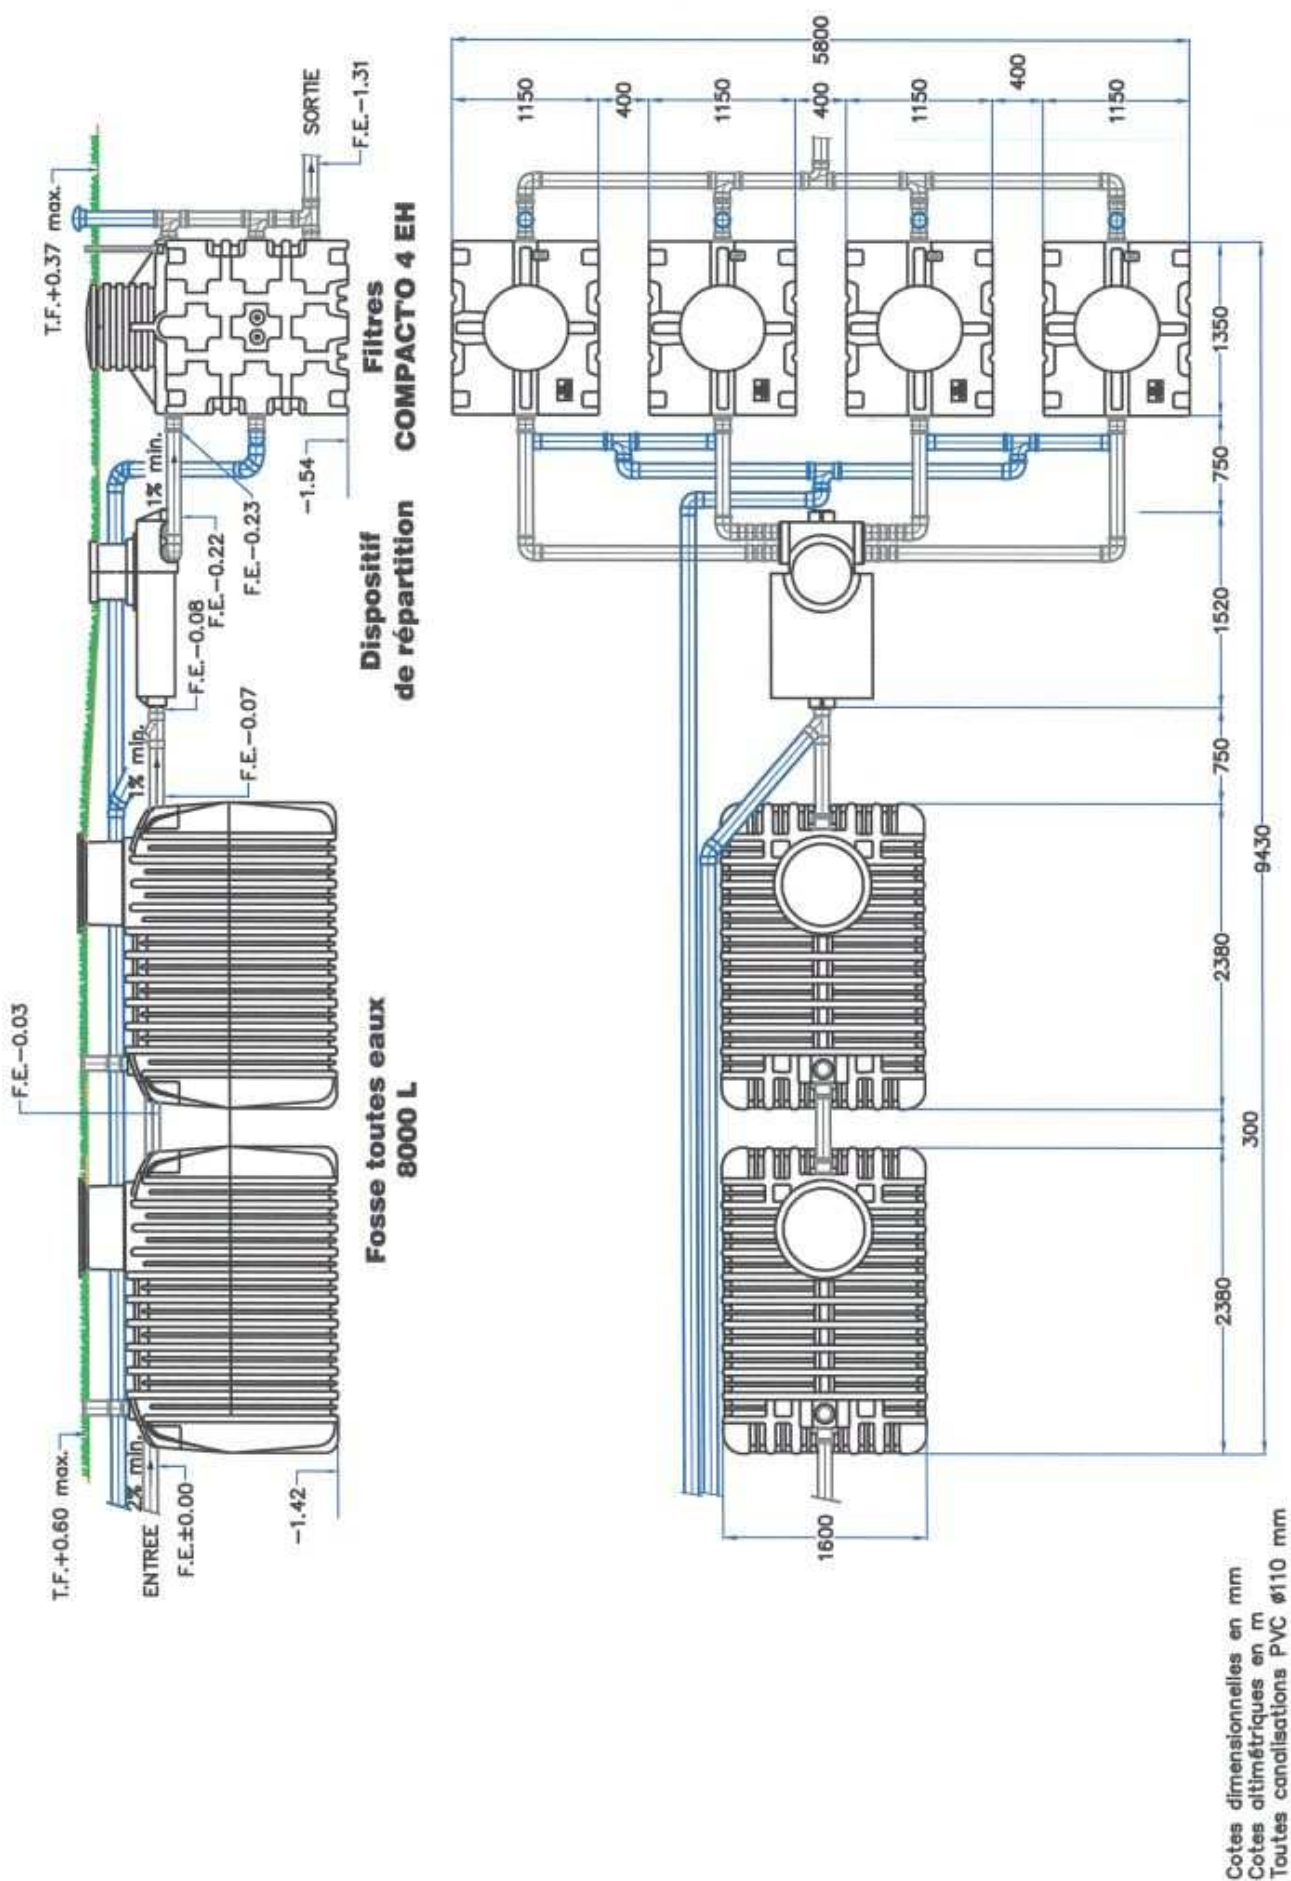 T.F.+0.60 max.
ENTREE
2% min.
F.E.±0.00
-1.42
F.E.-0.03
Fosse toutes eaux
8000 L
1% min.
F.E.-0.07
F.E.-0.08
F.E.-0.22
F.E.-0.23
1% min.
Dispositif
de répartition
T.F.+0.37 max.
-1.54
Filtres
COMPACT'O 4 EH
SORTIE
F.E.-1.31
1600
2380
300
2380
750
1520
750
1350
9430
1150
400
1150
400
1150
400
1150
5800
Cotes dimensionnelles en mm
Cotes altimétriques en m
Toutes canalisations PVC ø110 mm